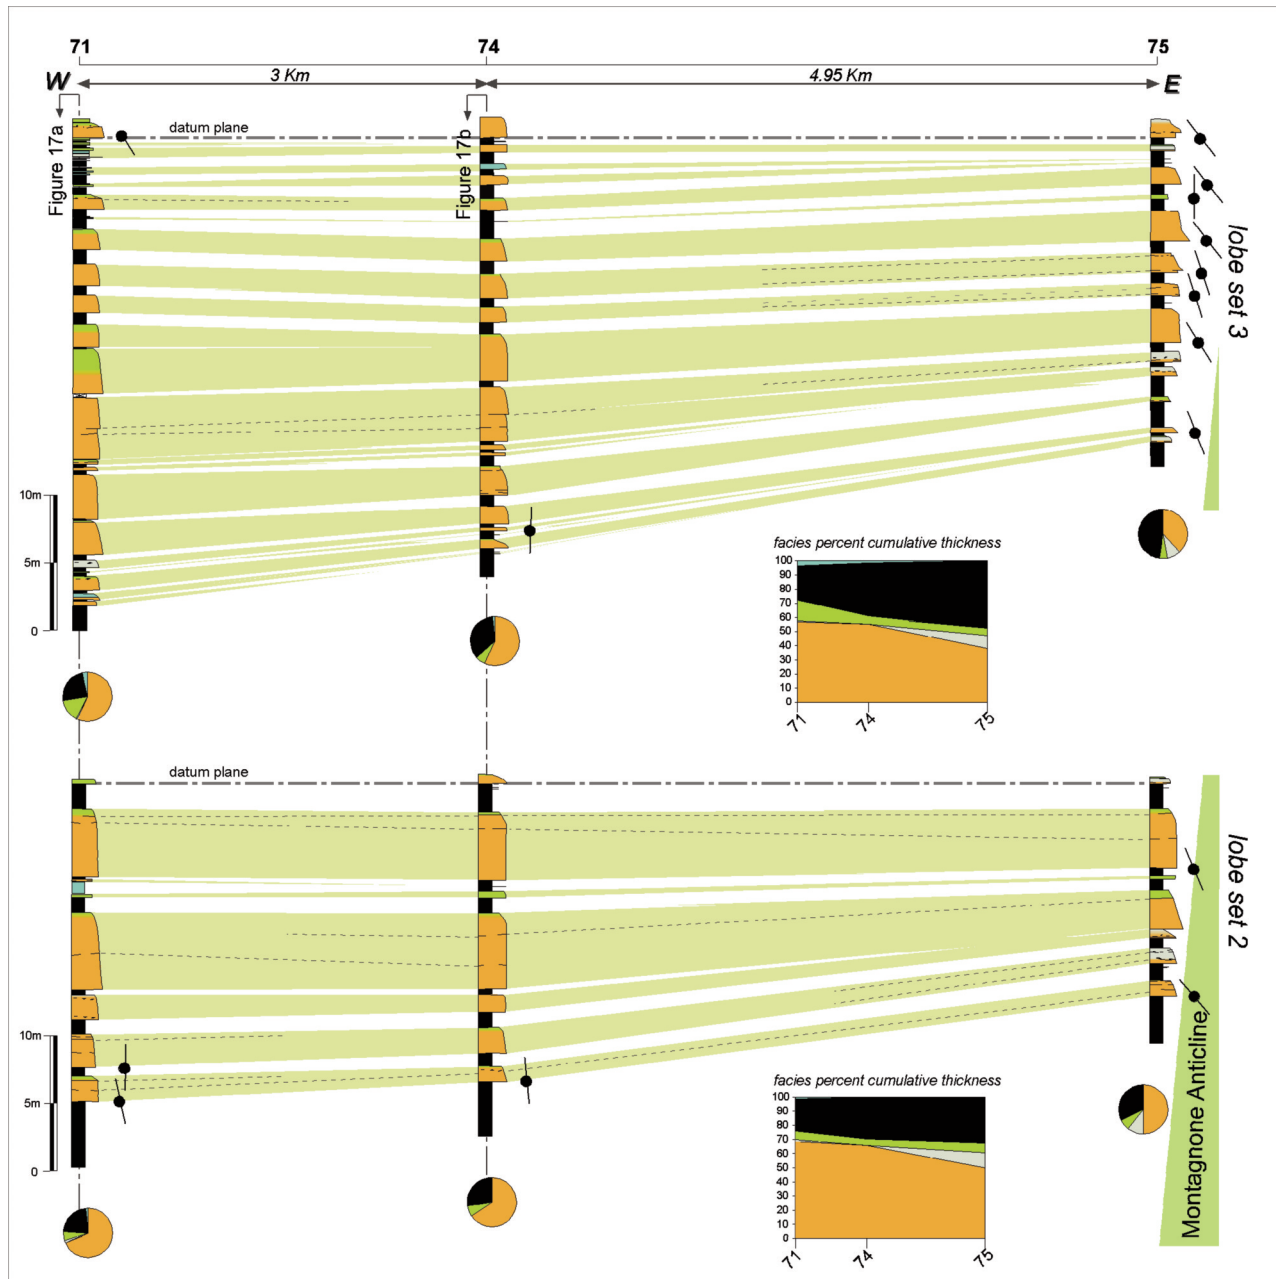 71 74 75
W 3 Km 4.95 Km E
Figure 17a
datum plane
Figure 17b
lobe set 3
10m
5m
0
facies percent cumulative thickness
100
90
80
70
60
50
40
30
20
10
0
71 74 75
datum plane
lobe set 2
10m
5m
0
facies percent cumulative thickness
100
90
80
70
60
50
40
30
20
10
0
71 74 75
Montagnone Anticline